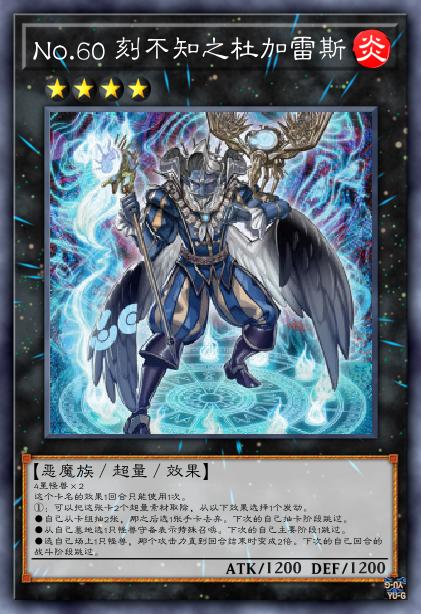 No.60 刻不知之杜加雷斯 炎
【恶魔族／超量／效果】
4星怪兽×2
这个卡名的效果1回合只能使用1次。
①：可以把这张卡2个超量素材取除，从以下效果选择1个发动。
●自己从卡组抽2张，那之后选1张手卡丢弃。下次的自己抽卡阶段跳过。
●从自己墓地选1只怪兽守备表示特殊召唤。下次的自己主要阶段1跳过。
●选自己场上1只怪兽，那个攻击力直到回合结束时变成2倍。下次的自己回合的
战斗阶段跳过。
ATK/1200 DEF/1200